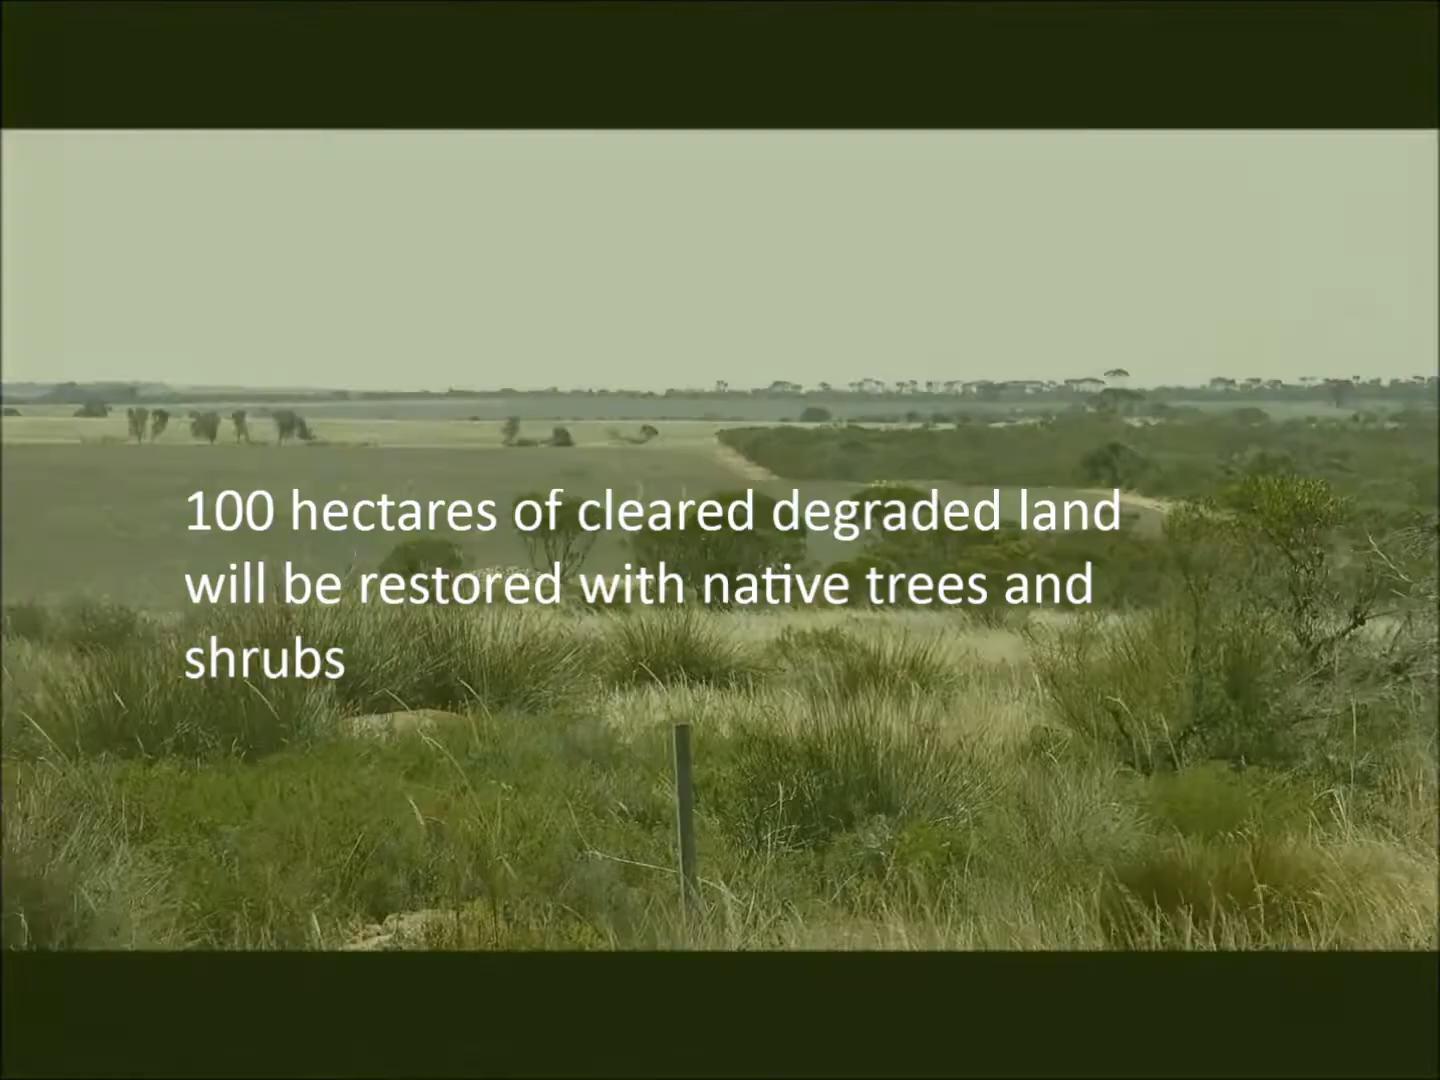 100 hectares of cleared degraded land
will be restored with native trees and
shrubs